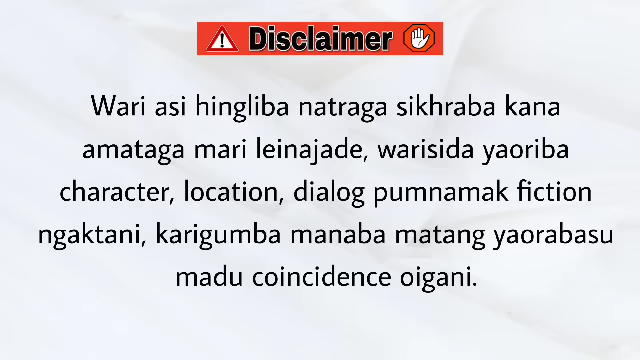 Disclaimer
Wari asi hingliba natraga sikhraba kana
amataga mari leinajade, warisida yaoriba
character, location, dialog pumnamak fiction
ngaktani, karigumba manaba matang yaorabasu
madu coincidence oigani.